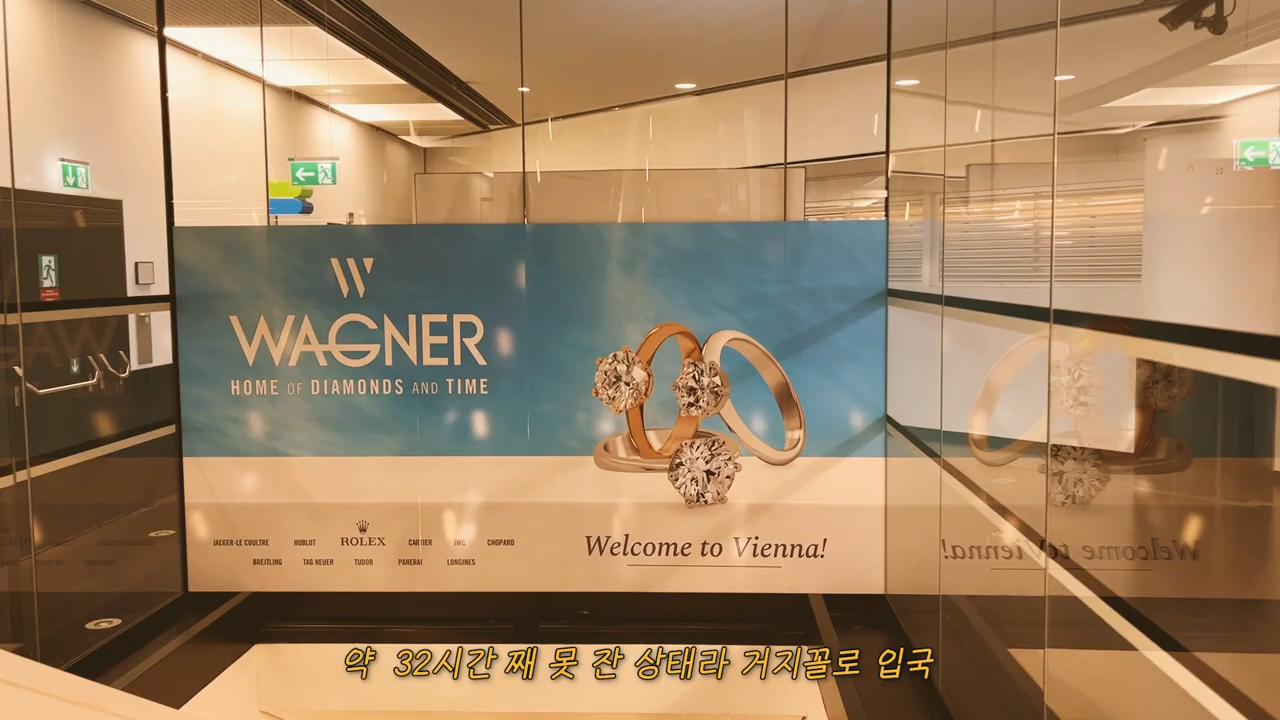 WAGNER
HOME OF DIAMONDS AND TIME
JAEGER-LE COULTRE HUBLOT ROLEX CARTIER IWC CHOPARD
BREITLING TAG HEUER TUDOR PANERAI LONGINES
Welcome to Vienna!
약 32시간 째 못 잔 상태라 거지꼴로 입국